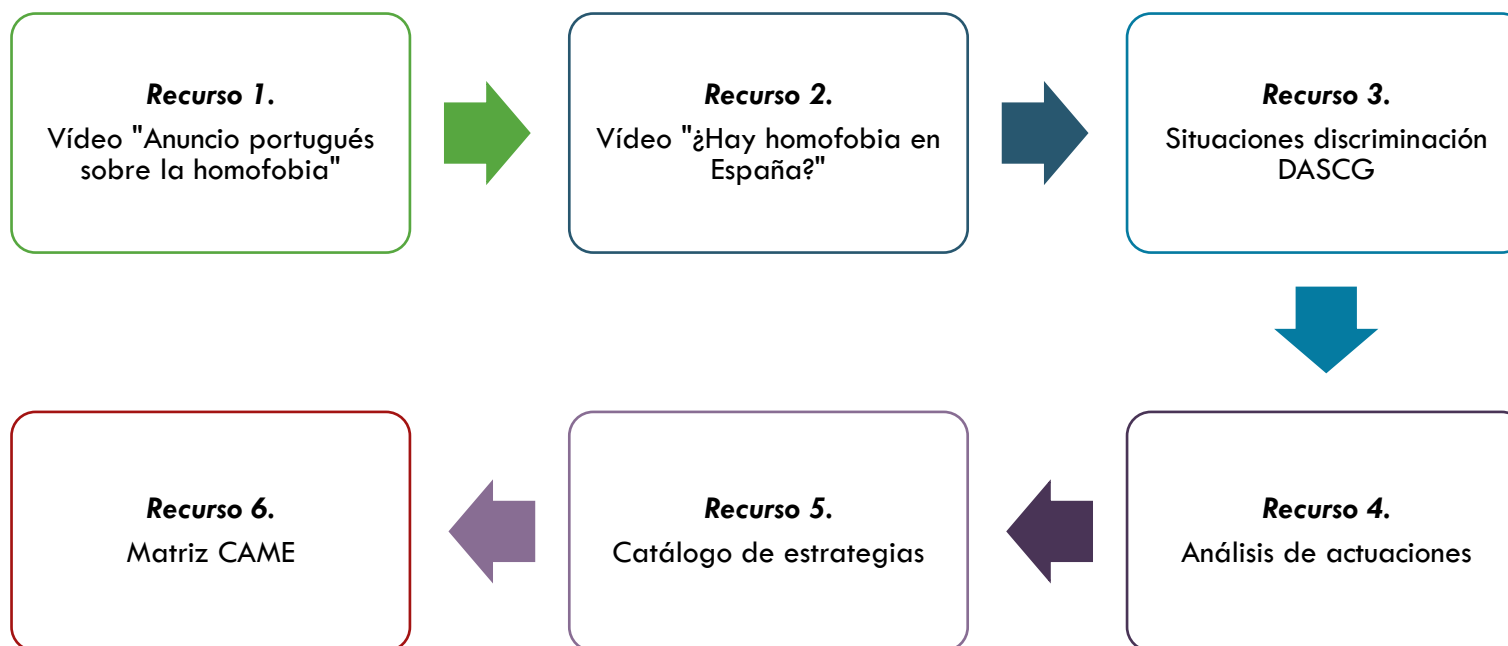 Recurso 1.
Vídeo "Anuncio portugués
sobre la homofobia"
Recurso 2.
Vídeo "¿Hay homofobia en
España?"
Recurso 3.
Situaciones discriminación
DASCG
Recurso 4.
Análisis de actuaciones
Recurso 5.
Catálogo de estrategias
Recurso 6.
Matriz CAME